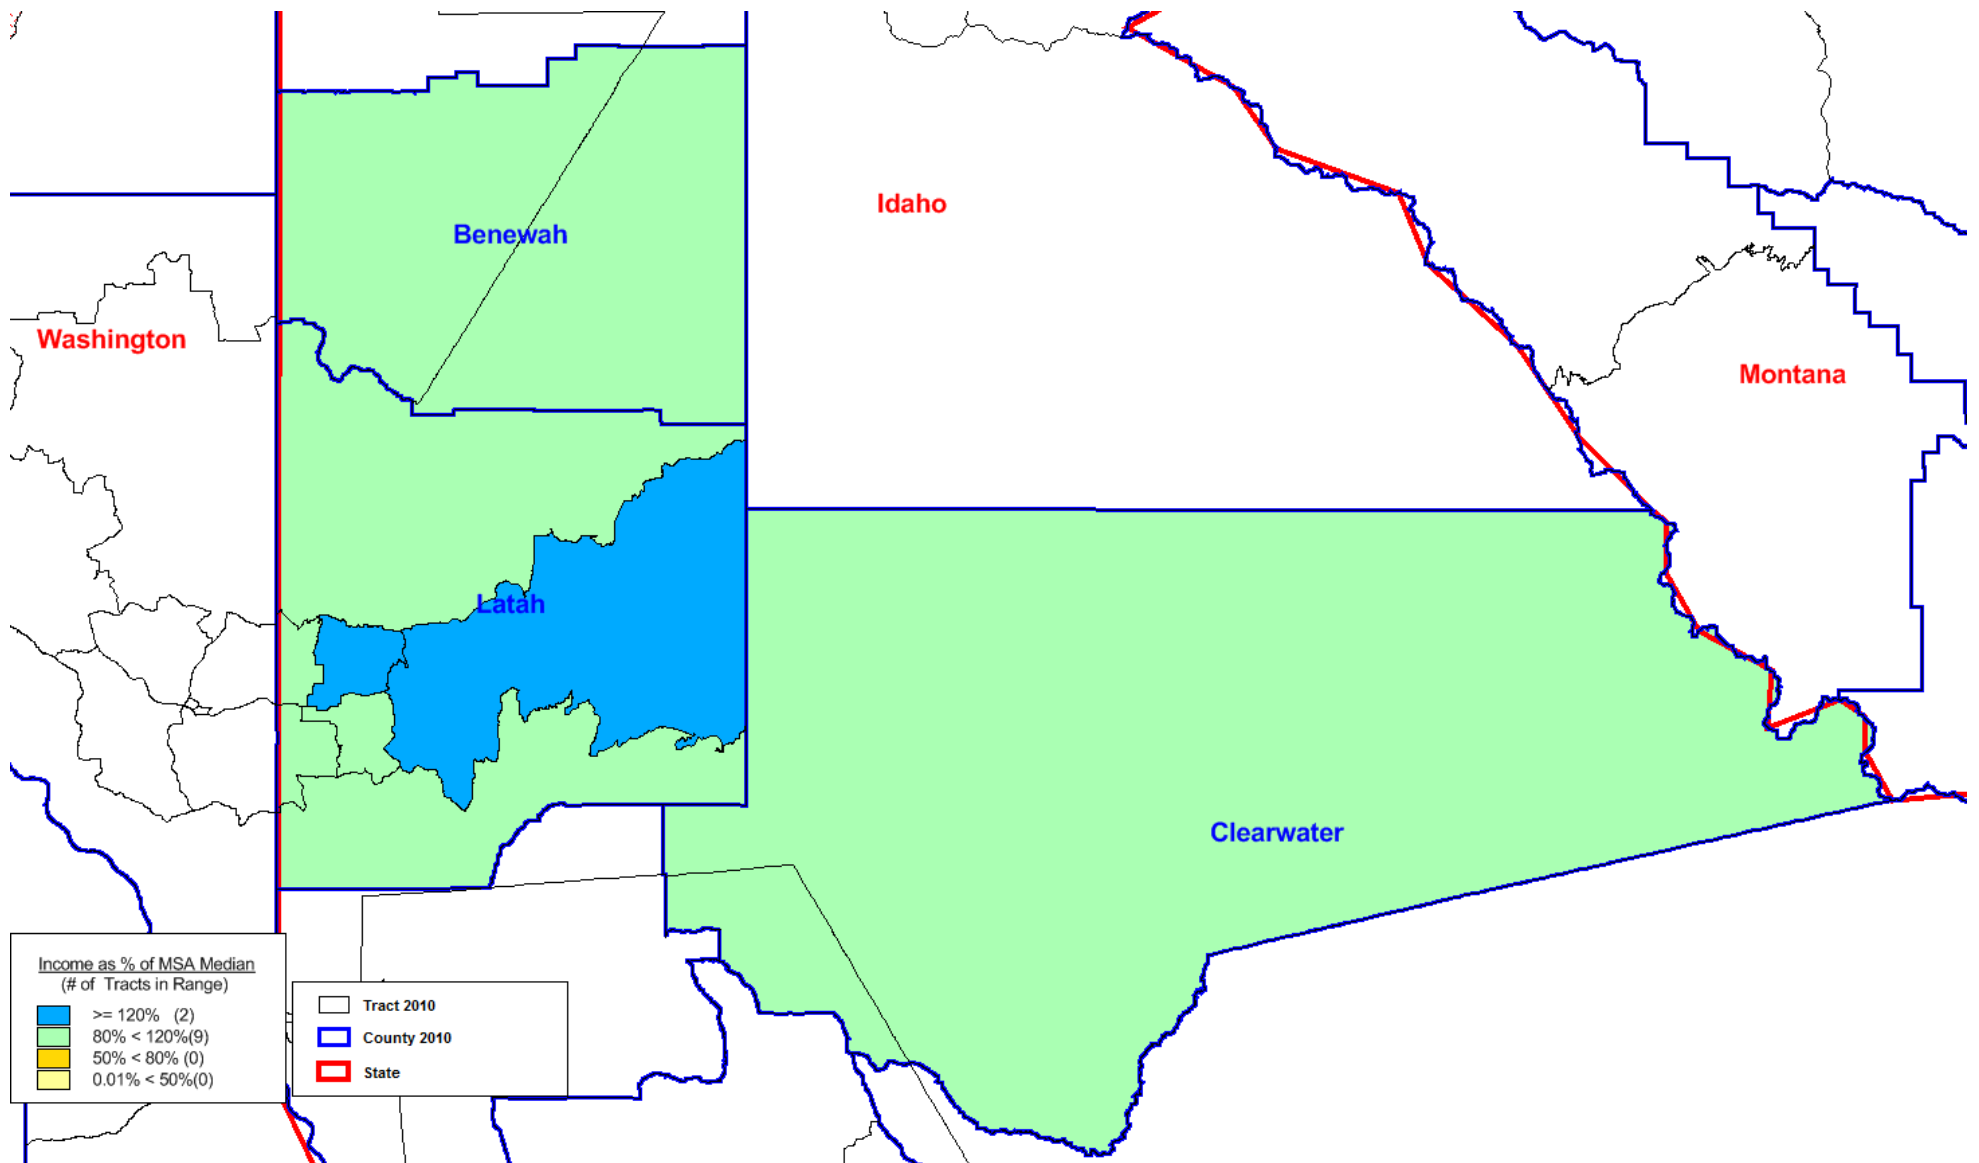 Idaho
Benewah
Washington
Montana
Latah
Clearwater
Income as % of MSA Median
(# of Tracts in Range)
>= 120% (2)
80% < 120%(9)
50% < 80% (0)
0.01% < 50%(0)
Tract 2010
County 2010
State